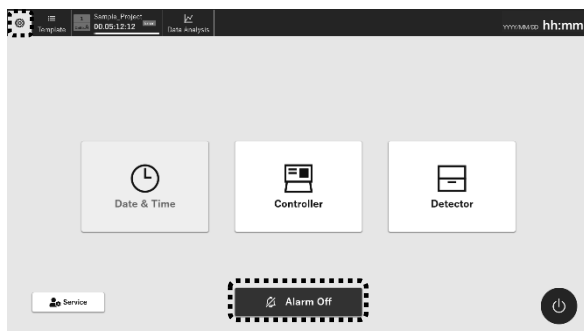 Template
Sample_Project
00.05:12:12
Data Analysis
YYYY/MM/DD hh:mm
Date & Time
Controller
Detector
Service
Alarm Off